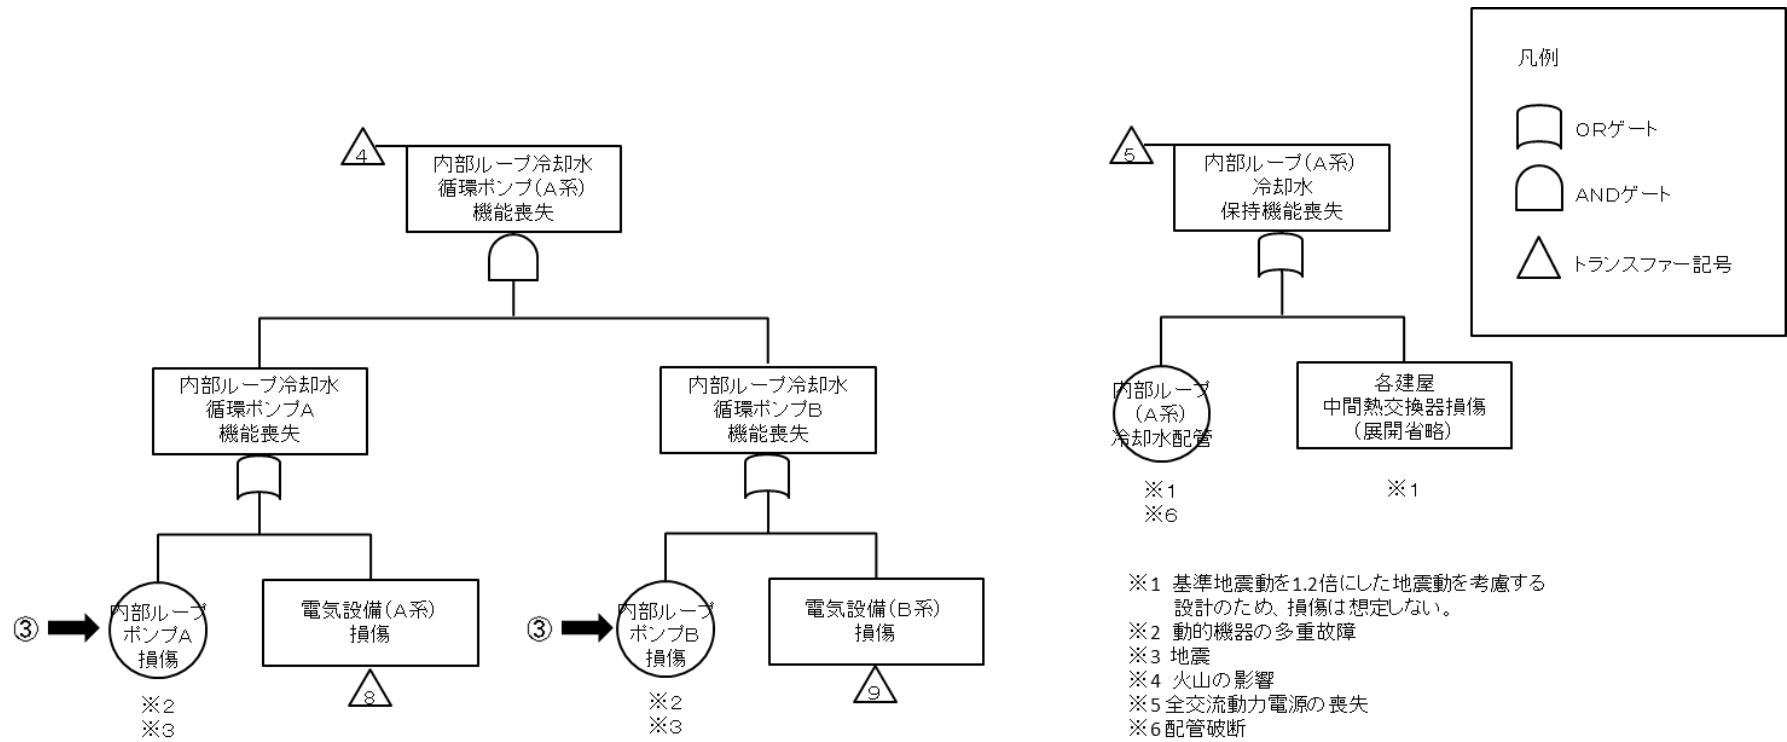 4
内部ループ冷却水
循環ポンプ(A系)
機能喪失
内部ループ冷却水
循環ポンプA
機能喪失
内部ループ冷却水
循環ポンプB
機能喪失
③
内部ループ
ポンプA
損傷
※2
※3
電気設備(A系)
損傷
8
③
内部ループ
ポンプB
損傷
※2
※3
電気設備(B系)
損傷
9
5
内部ループ(A系)
冷却水
保持機能喪失
内部ループ
(A系)
冷却水配管
※1
※6
各建屋
中間熱交換器損傷
(展開省略)
※1
凡例
ORゲート
ANDゲート
トランスファー記号
※1 基準地震動を1.2倍にした地震動を考慮する
設計のため、損傷は想定しない。
※2 動的機器の多重故障
※3 地震
※4 火山の影響
※5 全交流動力電源の喪失
※6 配管破断